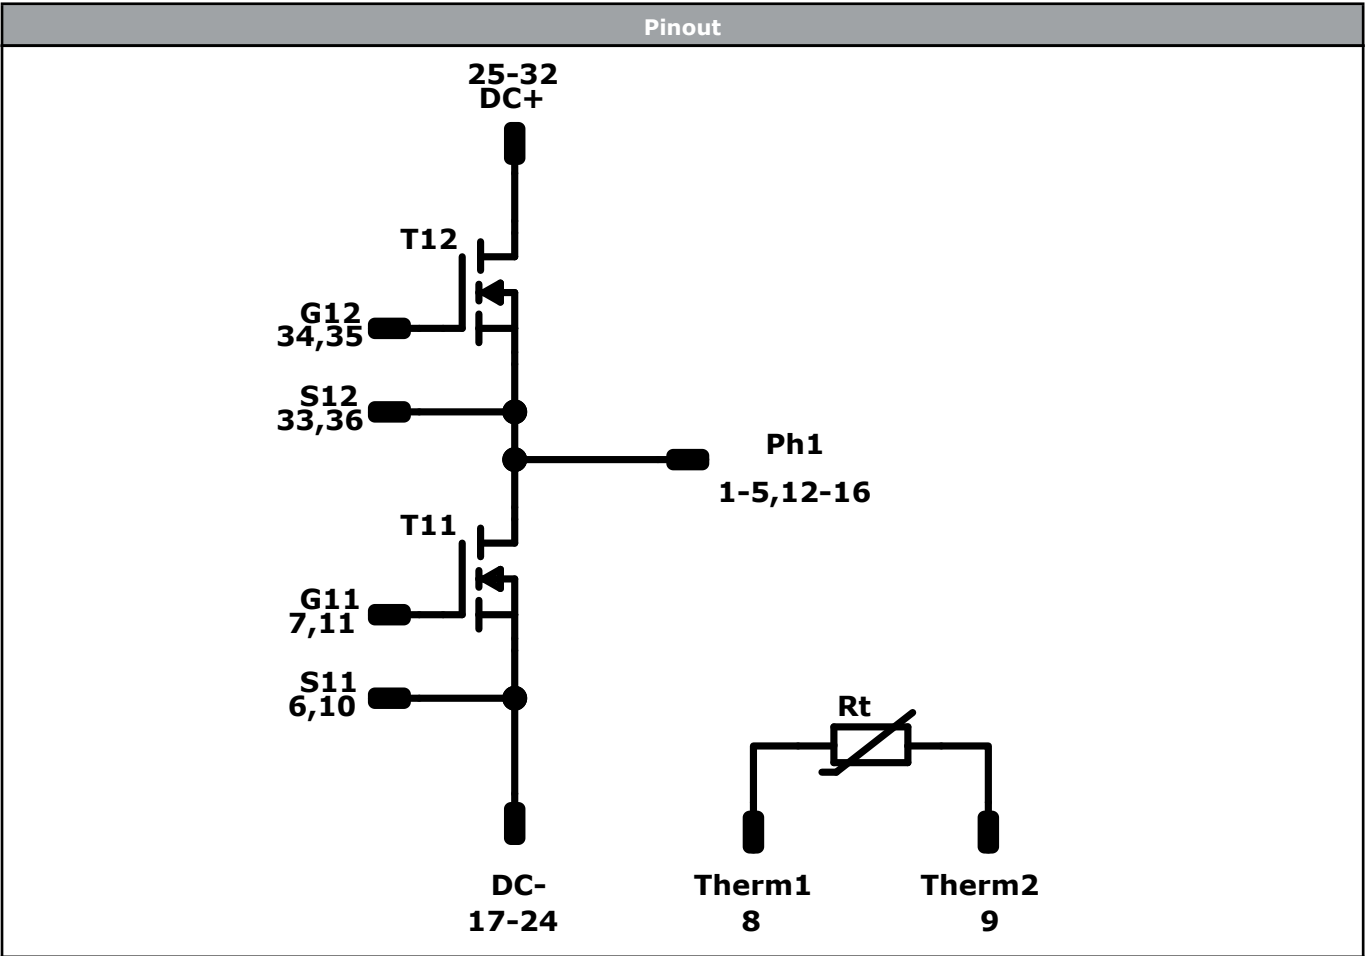 Pinout
25-32
DC+
T12
G12
34,35
S12
33,36
Ph1
1-5,12-16
T11
G11
7,11
S11
6,10
Rt
DC-
17-24
Therm1
8
Therm2
9